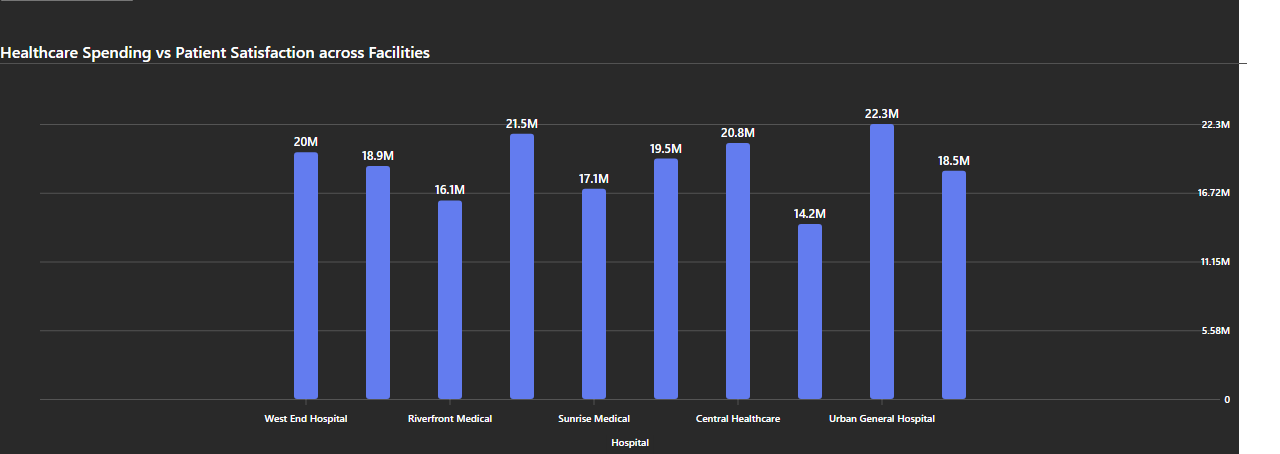 Healthcare Spending vs Patient Satisfaction across Facilities
20M
18.9M
16.1M
21.5M
17.1M
19.5M
20.8M
14.2M
22.3M
18.5M
22.3M
16.72M
11.15M
5.58M
0
West End Hospital
Riverfront Medical
Sunrise Medical
Central Healthcare
Urban General Hospital
Hospital